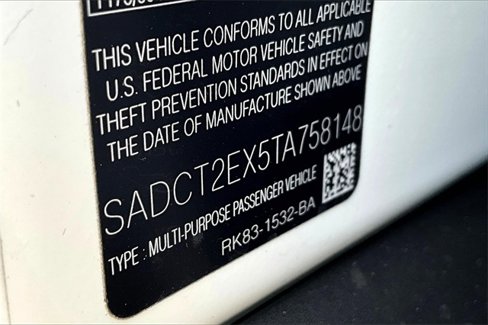 THIS VEHICLE CONFORMS TO ALL APPLICABLE
U.S. FEDERAL MOTOR VEHICLE SAFETY AND
THEFT PREVENTION STANDARDS IN EFFECT ON
THE DATE OF MANUFACTURE SHOWN ABOVE
SADCT2EX5TA758148
TYPE : MULTI-PURPOSE PASSENGER VEHICLE
RK83-1532-BA